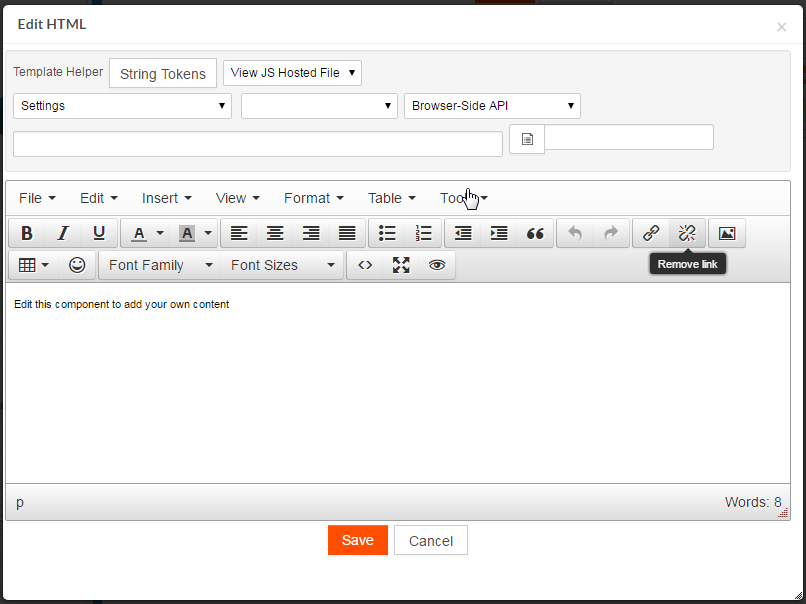 Edit HTML ×
Template Helper String Tokens View JS Hosted File
Settings Browser-Side API
File Edit Insert View Format Table Too
B I U A A
Font Family Font Sizes <>
Remove link
Edit this component to add your own content
p Words: 8
Save Cancel